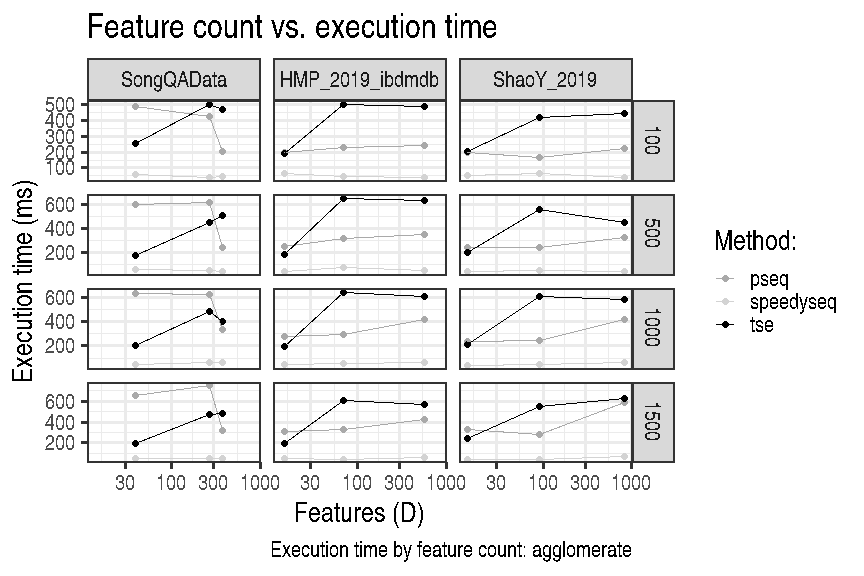 Feature count vs. execution time
SongQAData HMP_2019_ibdmdb ShaoY_2019
Execution time (ms)
500
400
300
200
100
100
600
400
200
500
600
400
200
1000
600
400
200
1500
30 100 300 1000 30 100 300 1000 30 100 300 1000
Features (D)
Execution time by feature count: agglomerate
Method:
pseq
speedyseq
tse